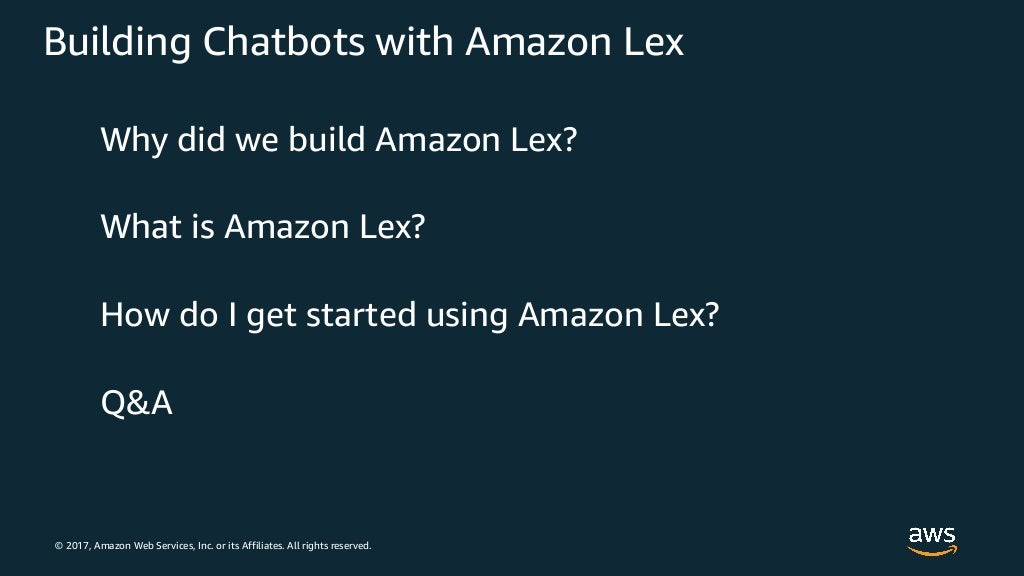 Building Chatbots with Amazon Lex
Why did we build Amazon Lex?
What is Amazon Lex?
How do I get started using Amazon Lex?
Q&A
© 2017, Amazon Web Services, Inc. or its Affiliates. All rights reserved.
aws